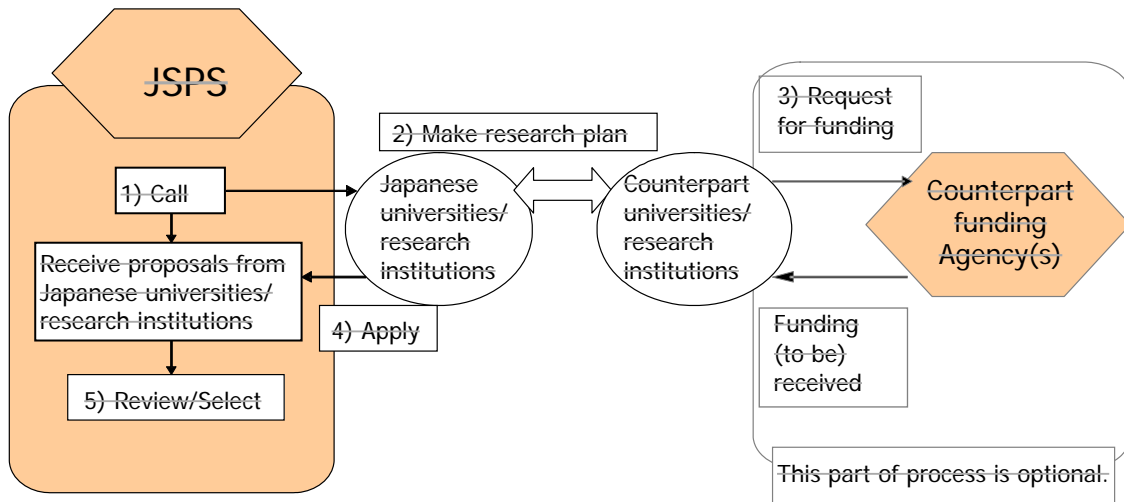 JSPS
1) Call
Receive proposals from
Japanese universities/
research institutions
5) Review/Select
2) Make research plan
Japanese
universities/
research
institutions
4) Apply
Counterpart
universities/
research
institutions
3) Request
for funding
Counterpart
funding
Agency(s)
Funding
(to be)
received
This part of process is optional.